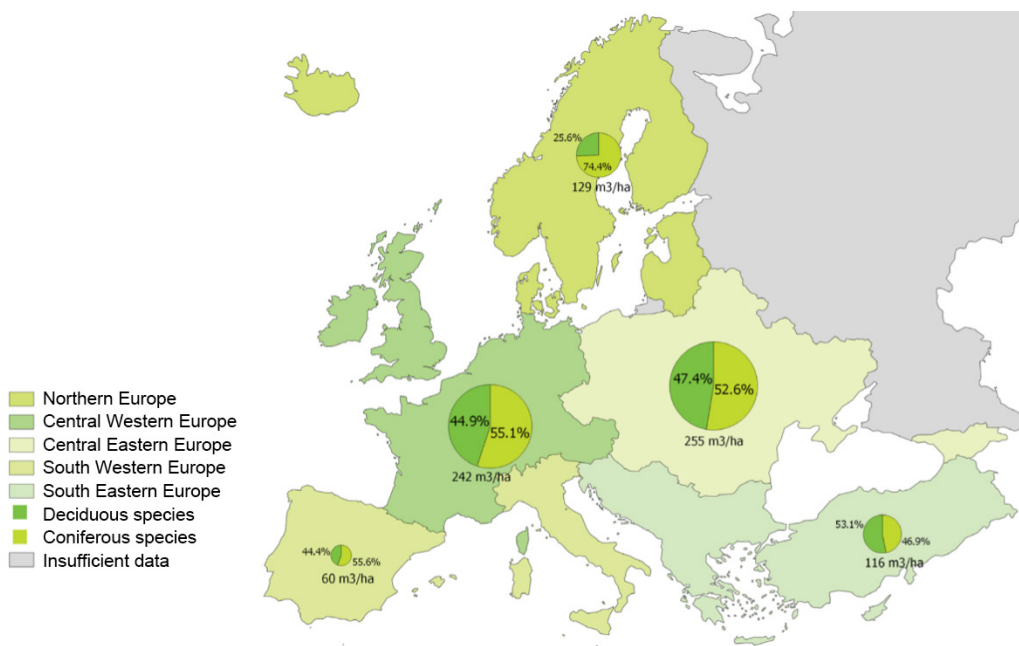 25.6%
74.4%
129 m3/ha
47.4%
52.6%
255 m3/ha
44.9%
55.1%
242 m3/ha
53.1%
46.9%
116 m3/ha
44.4%
55.6%
60 m3/ha
Northern Europe
Central Western Europe
Central Eastern Europe
South Western Europe
South Eastern Europe
Deciduous species
Coniferous species
Insufficient data